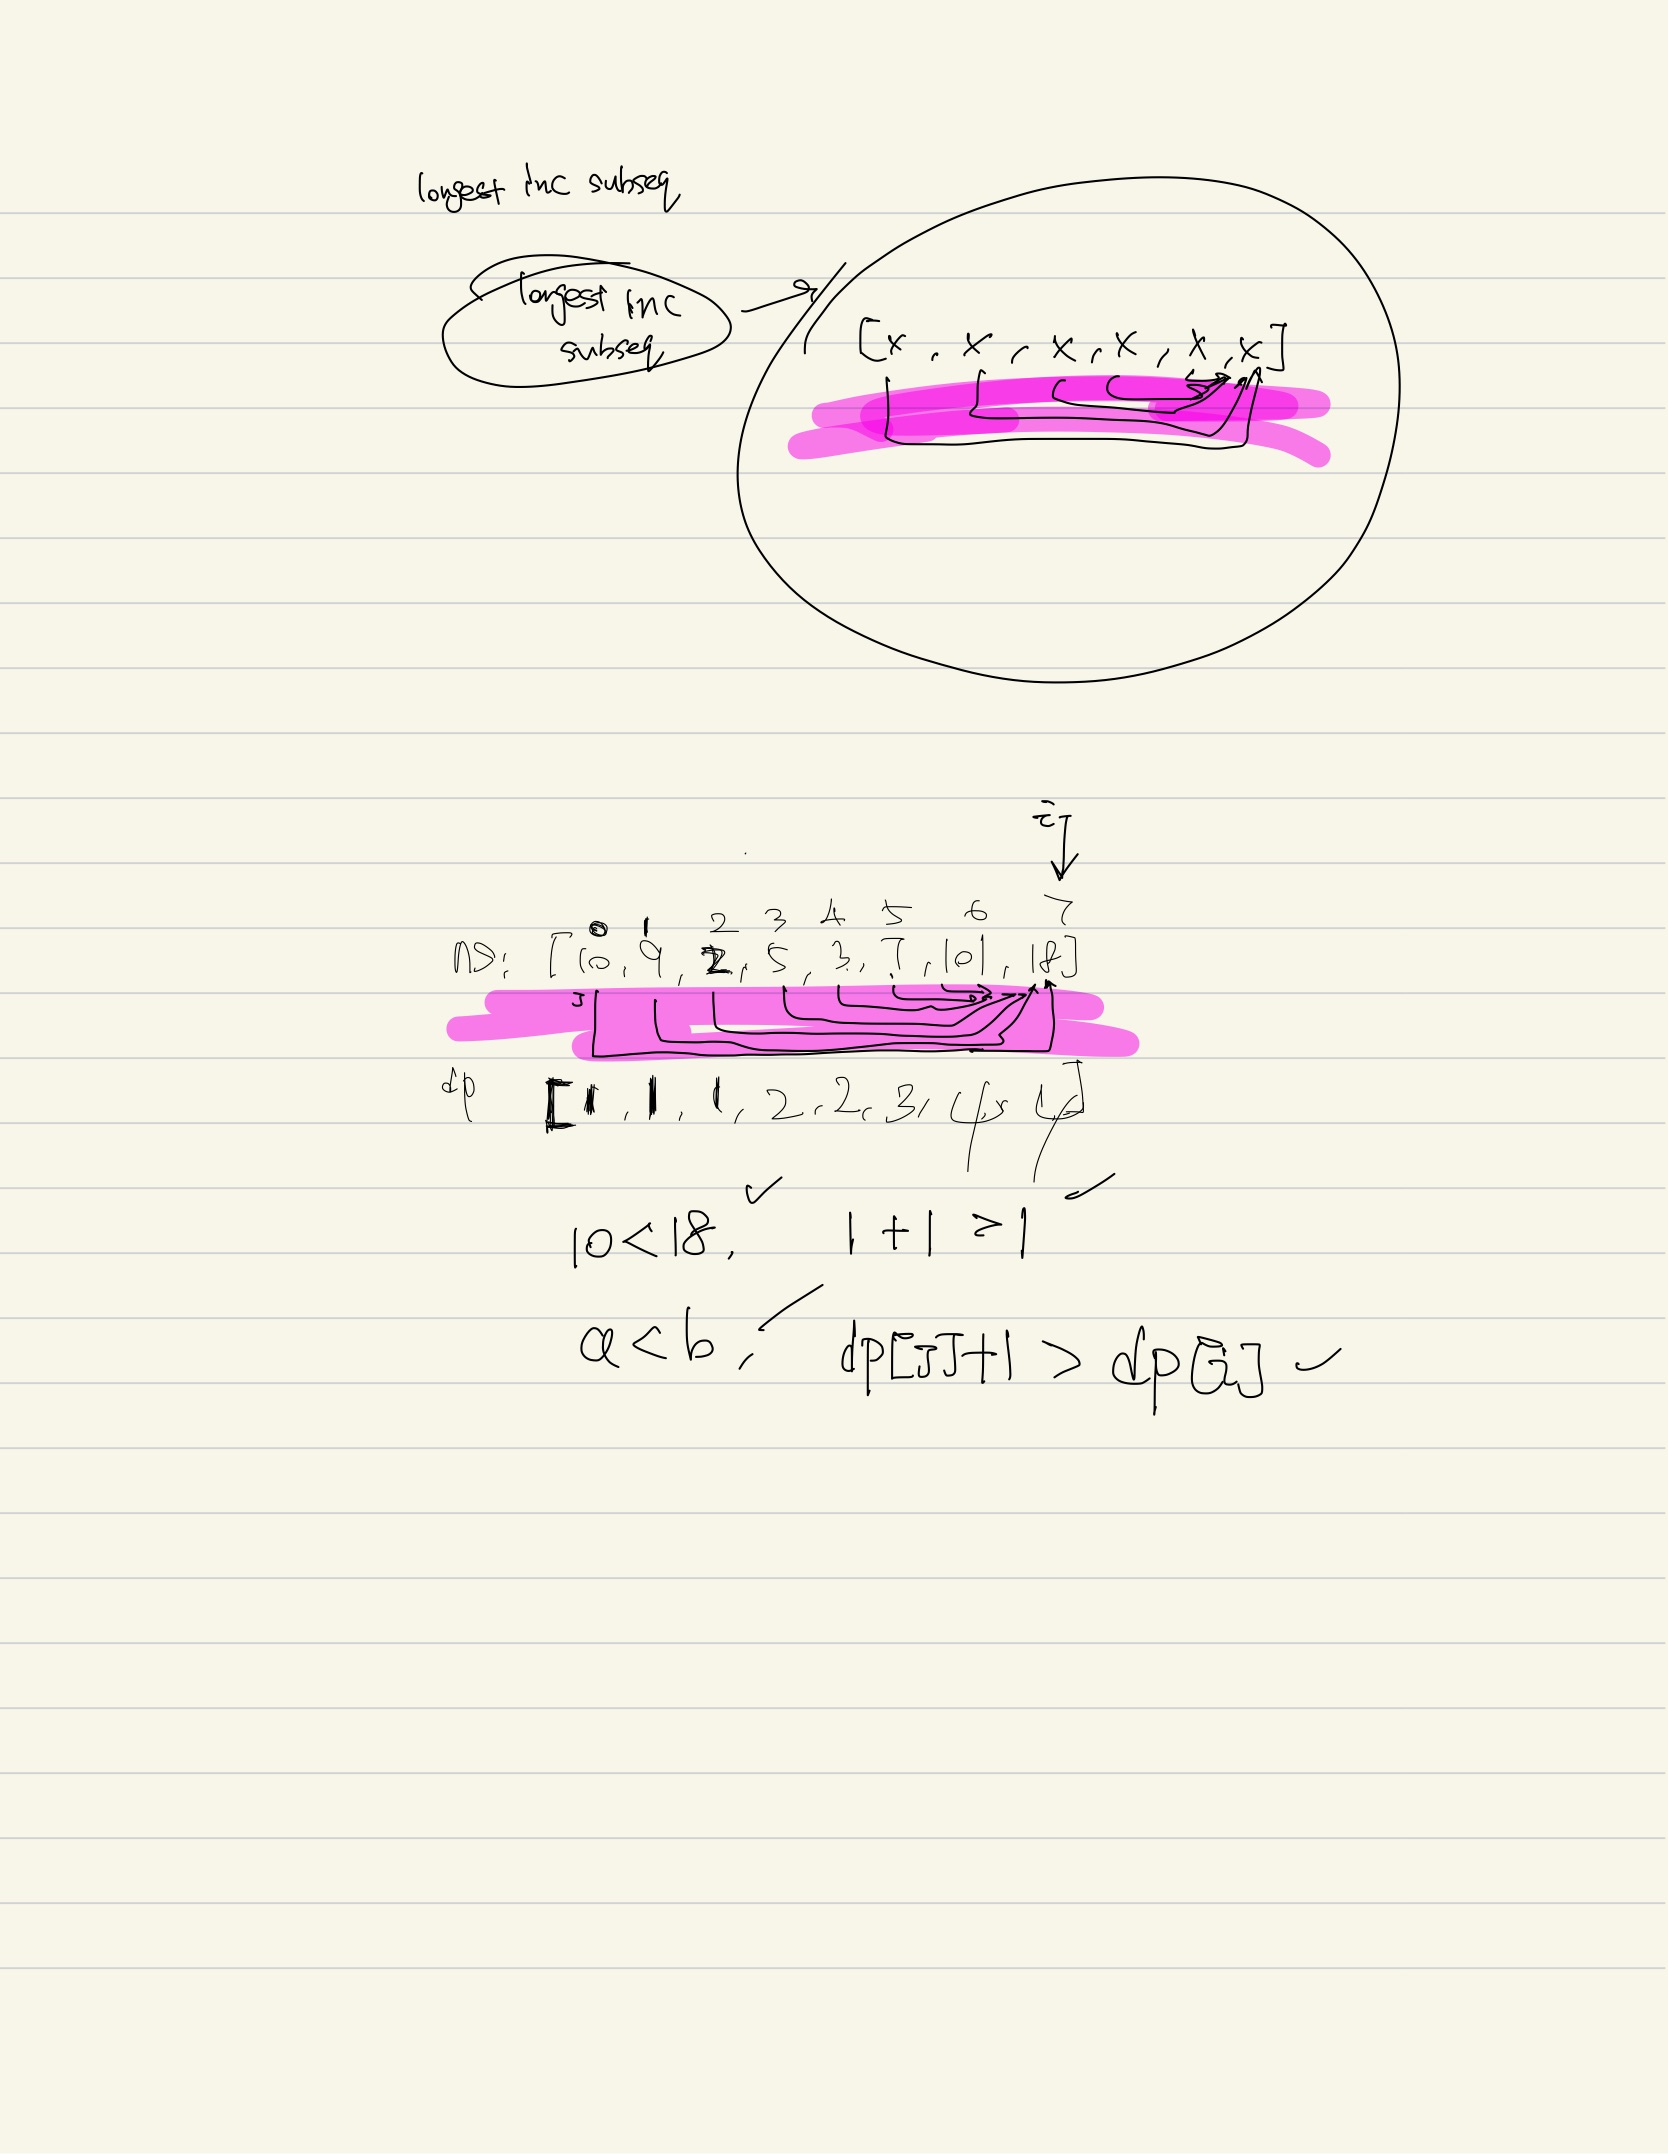 longest inc subseq
longest inc
subseq
[x, x, x, x, x, x]
i
0 1 2 3 4 5 6 7
ns: [10, 9, 2, 5, 3, 7, 101, 18]
J
dp [1, 1, 1, 2, 2, 3, 4, 4]
10 < 18, 1 + 1 > 1
a < b, dp[J]+1 > dp[i]